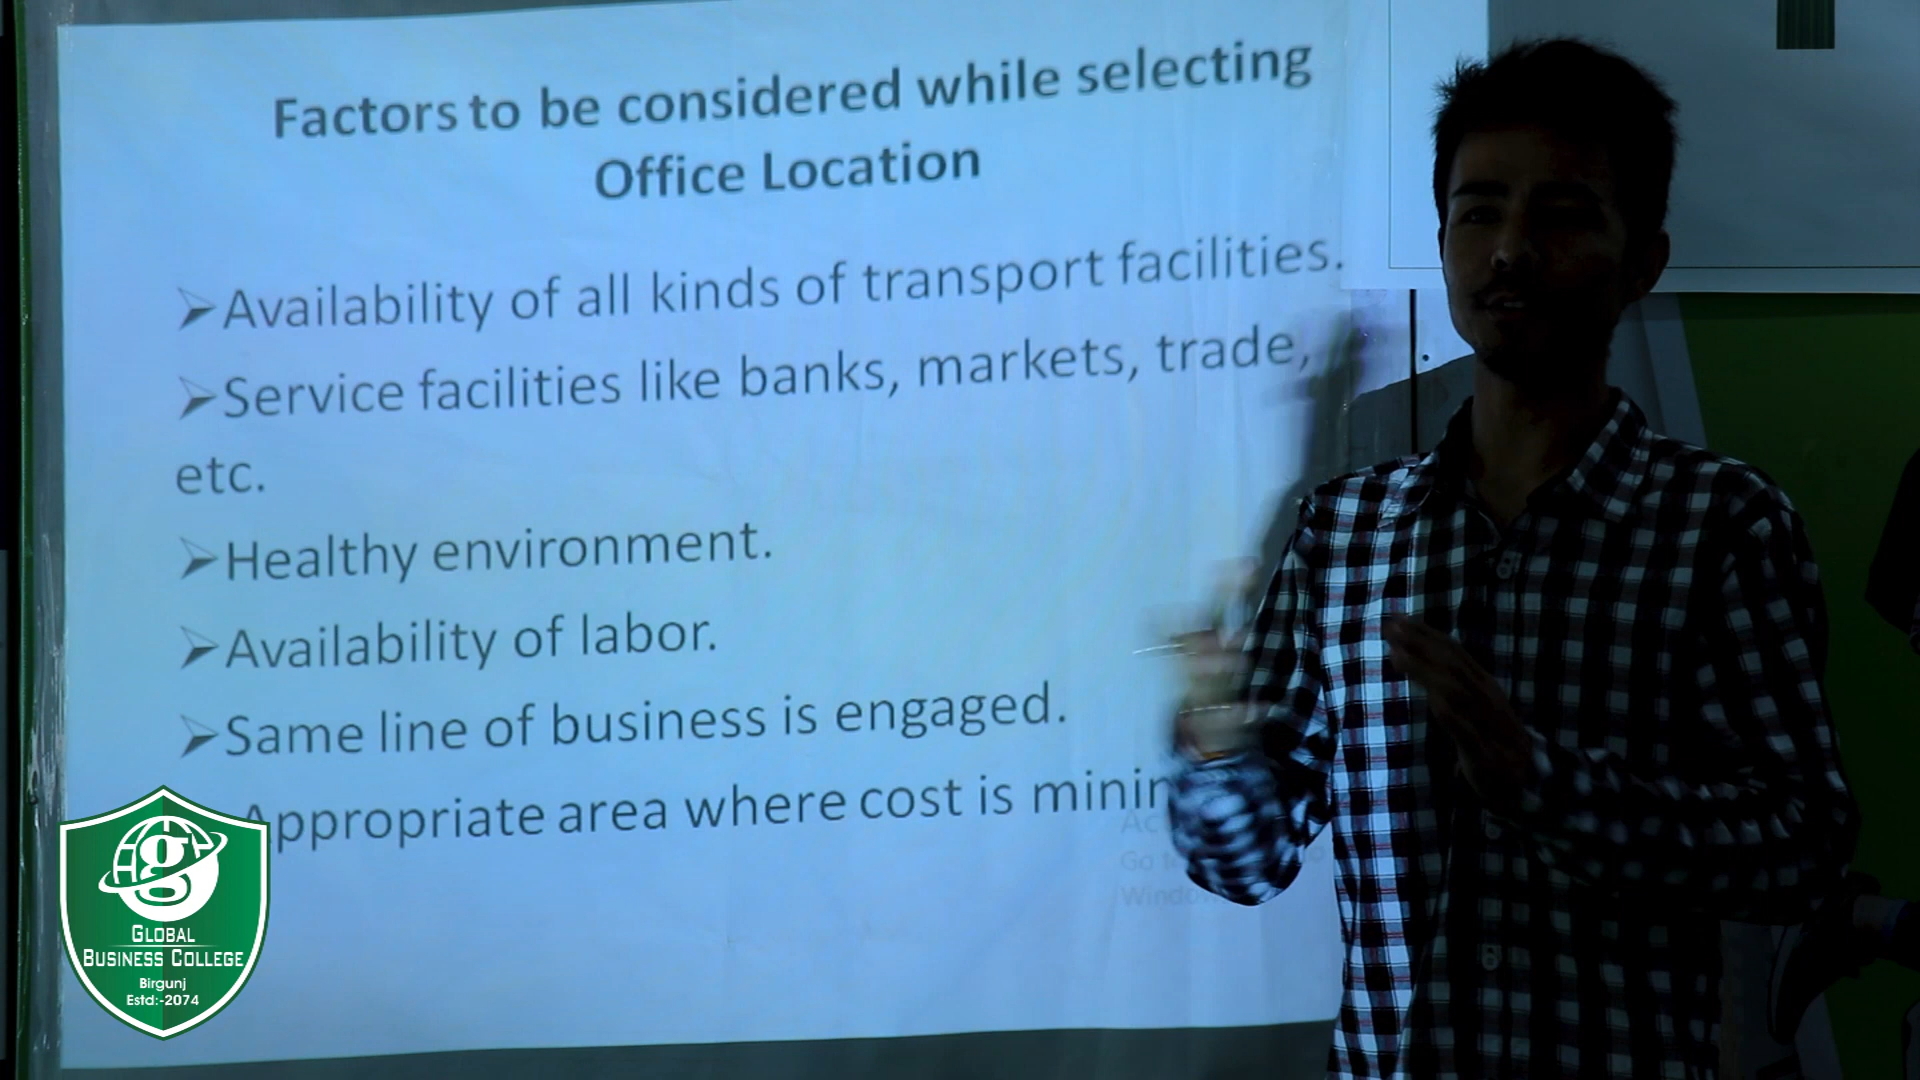 Factors to be considered while selecting
Office Location
➢Availability of all kinds of transport facilities.
➢Service facilities like banks, markets, trade,
etc.
➢Healthy environment.
➢Availability of labor.
➢Same line of business is engaged.
Appropriate area where cost is
Go
g
GLOBAL
BUSINESS COLLEGE
Birgunj
Estd:-2074